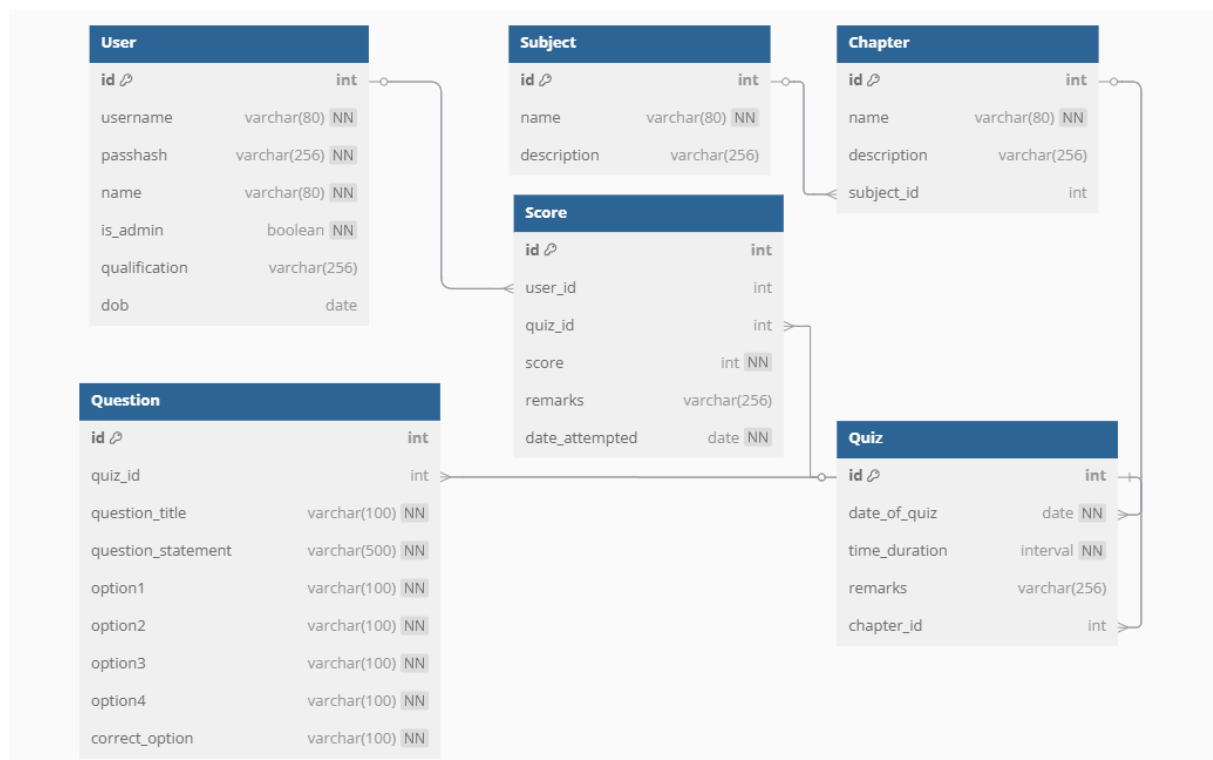 User
id int
username varchar(80) NN
passhash varchar(256) NN
name varchar(80) NN
is_admin boolean NN
qualification varchar(256)
dob date
Subject
id int
name varchar(80) NN
description varchar(256)
Chapter
id int
name varchar(80) NN
description varchar(256)
subject_id int
Score
id int
user_id int
quiz_id int
score int NN
remarks varchar(256)
date_attempted date NN
Question
id int
quiz_id int
question_title varchar(100) NN
question_statement varchar(500) NN
option1 varchar(100) NN
option2 varchar(100) NN
option3 varchar(100) NN
option4 varchar(100) NN
correct_option varchar(100) NN
Quiz
id int
date_of_quiz date NN
time_duration interval NN
remarks varchar(256)
chapter_id int